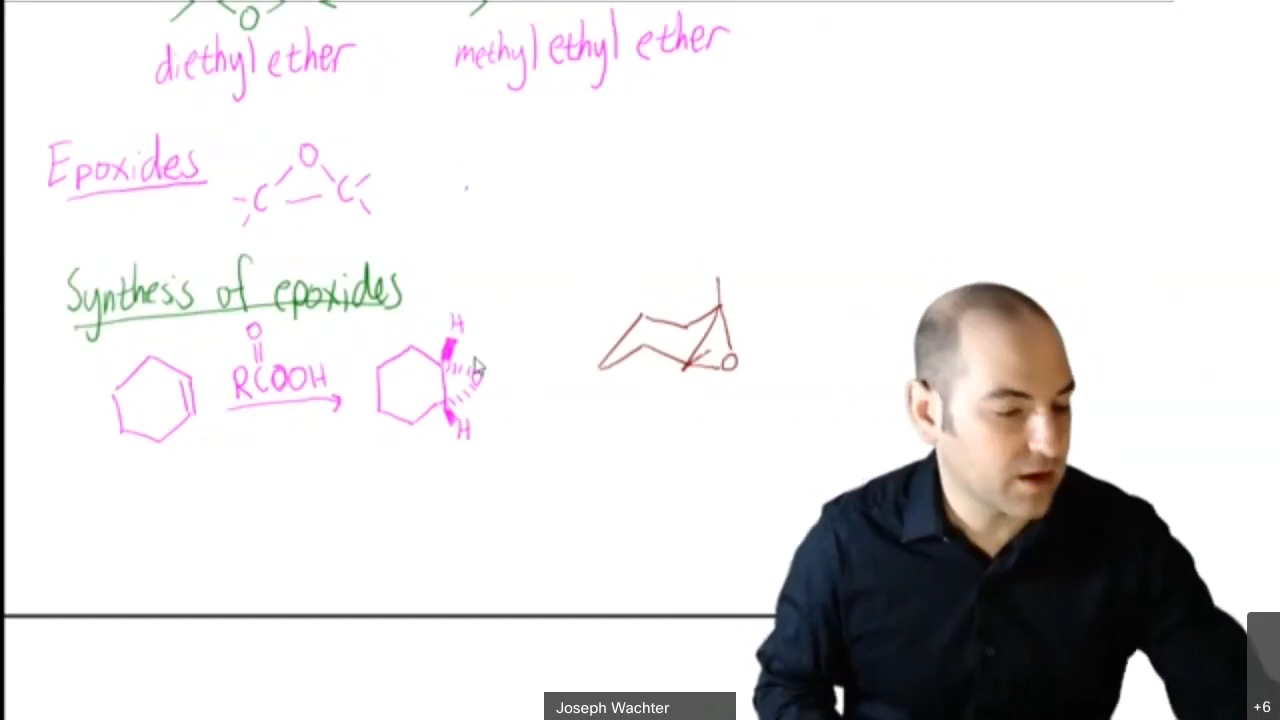 O
diethyl ether methyl ethyl ether
Epoxides
O
C C
Synthesis of epoxides
O
RCOOH
H
O
H
O
Joseph Wachter
+6